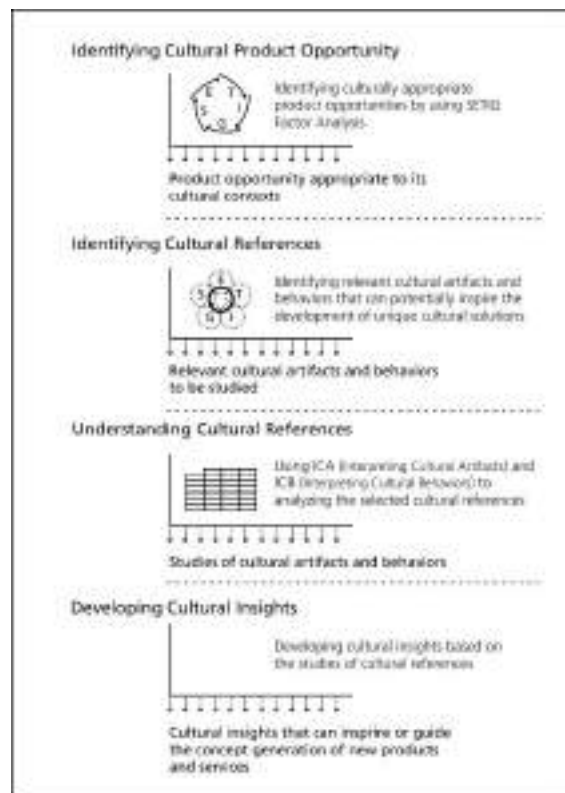 Identifying Cultural Product Opportunity
E T
S I
G
Identifying culturally appropriate
product opportunities by using
Factor Analysis
Product opportunity appropriate to its
cultural contexts
Identifying Cultural References
E
S T
G I
Identifying relevant cultural artifacts and
behaviors that can potentially inspire the
development of unique cultural solutions
Relevant cultural artifacts and behaviors
to be studied
Understanding Cultural References
Using ICA (Interpreting Cultural Artifacts) and
ICB (Interpreting Cultural Behaviors) to
analyzing the selected cultural references
Studies of cultural artifacts and behaviors
Developing Cultural Insights
Developing cultural insights based on
the studies of cultural references
Cultural insights that can inspire or guide
the concept generation of new products
and services